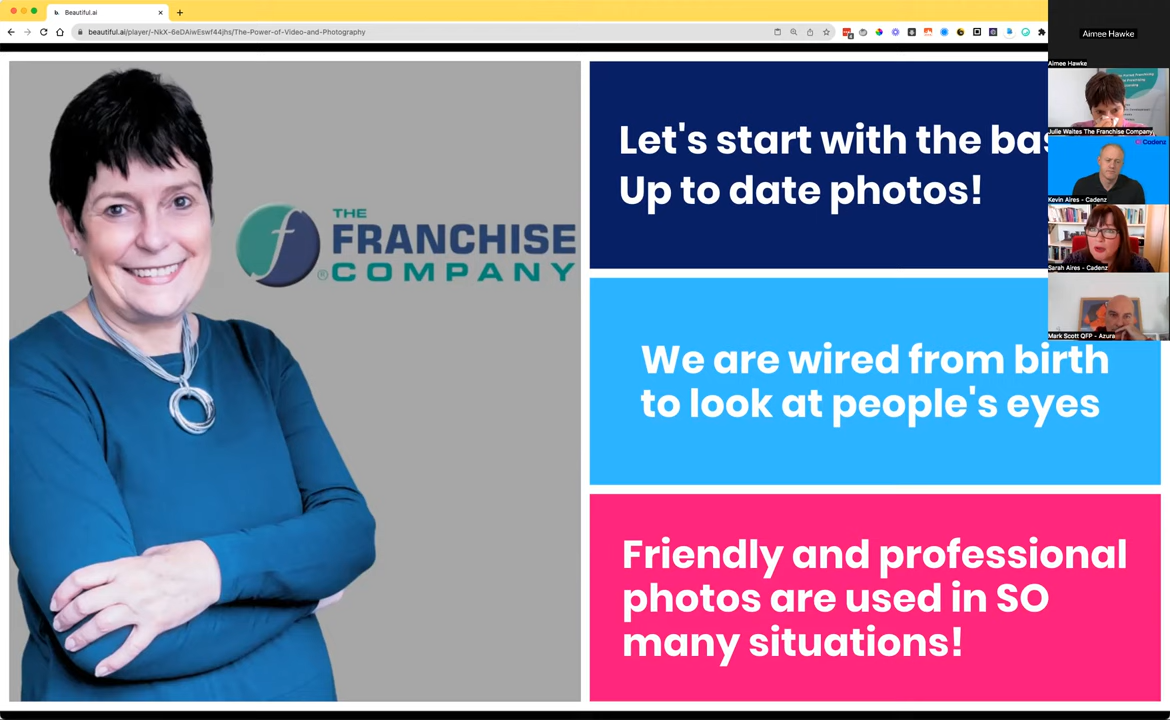 Beautiful.ai
beautiful.ai/player/-NkX-6eDAiwEswf44jhs/The-Power-of-Video-and-Photography
Aimee Hawke
Aimee Hawke
Julie Waites The Franchise Company,
Cadenz
Kevin Aires - Cadenz
Sarah Aires - Cadenz
Mark Scott QFP - Azura
THE
FRANCHISE
COMPANY
Let's start with the bas
Up to date photos!
We are wired from birth
to look at people's eyes
Friendly and professional
photos are used in SO
many situations!